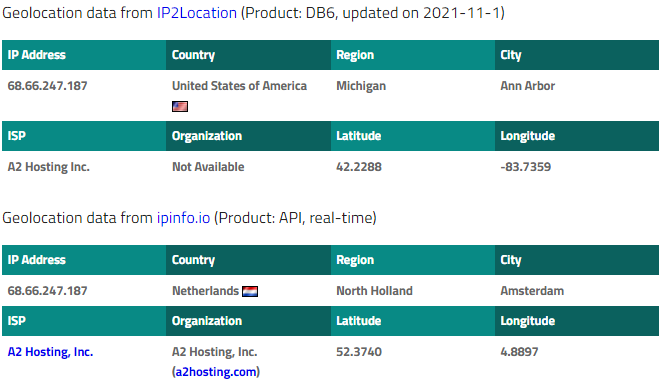 Geolocation data from IP2Location (Product: DB6, updated on 2021-11-1)
IP Address Country Region City
68.66.247.187 United States of America Michigan Ann Arbor
ISP Organization Latitude Longitude
A2 Hosting Inc. Not Available 42.2288 -83.7359
Geolocation data from ipinfo.io (Product: API, real-time)
IP Address Country Region City
68.66.247.187 Netherlands North Holland Amsterdam
ISP Organization Latitude Longitude
A2 Hosting, Inc. A2 Hosting, Inc. 52.3740 4.8897
(a2hosting.com)